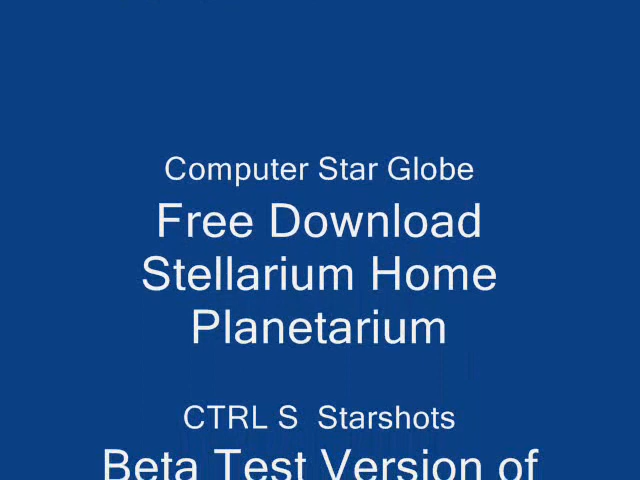 Computer Star Globe
Free Download
Stellarium Home
Planetarium
CTRL S  Starshots
Beta Test Version of